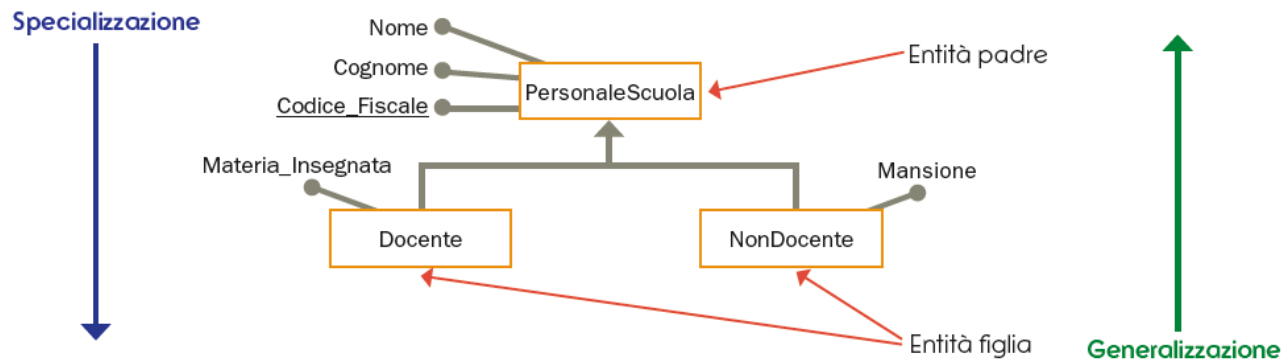 Specializzazione
Nome
Cognome
Codice_Fiscale
PersonaleScuola
Entità padre
Materia_Insegnata
Mansione
Docente
NonDocente
Entità figlia
Generalizzazione